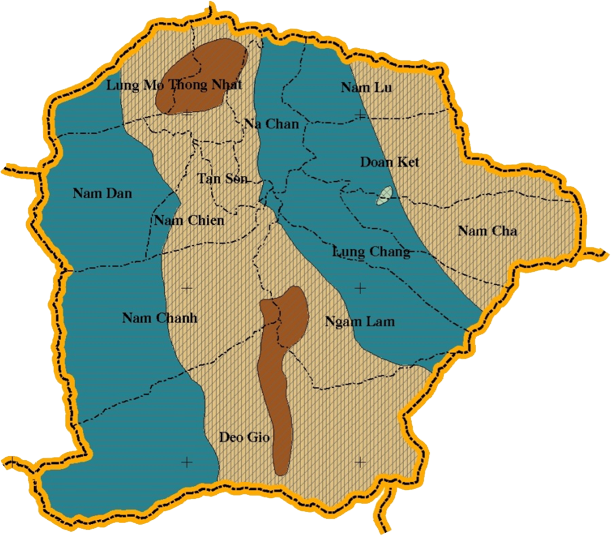 Lung Mo Thong Nhat
Nam Lu
Na Chan
Doan Ket
Tan Son
Nam Dan
Nam Chien
Nam Cha
Lung Chang
Nam Chanh
Ngam Lam
Deo Gio